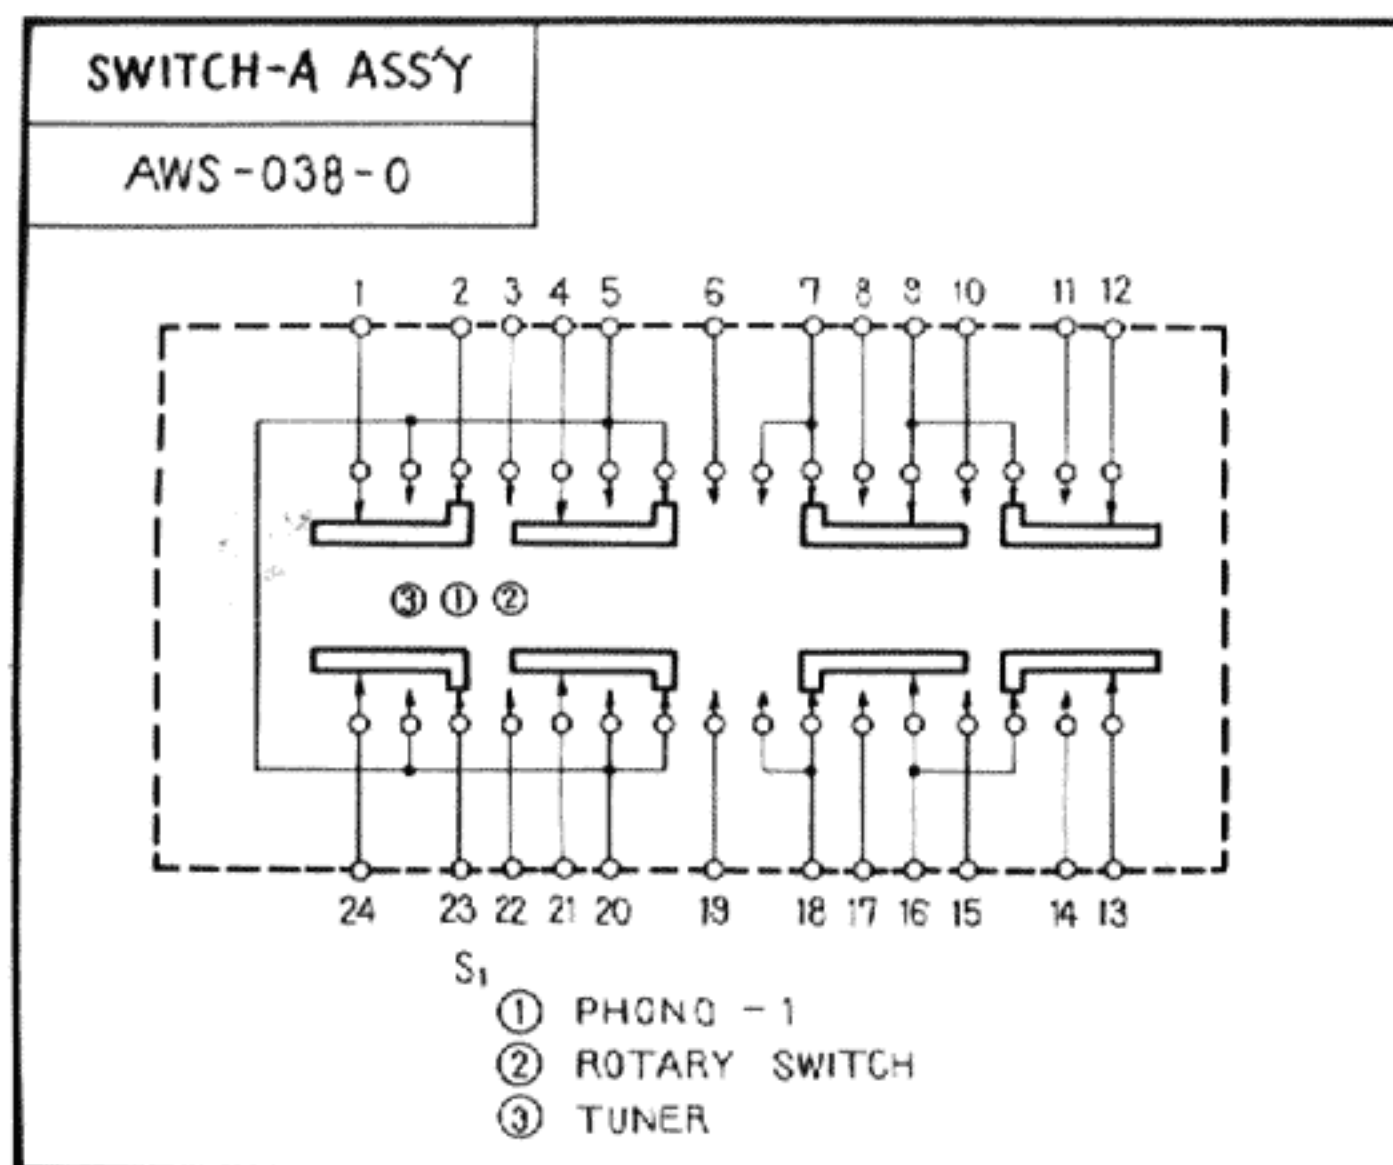 SWITCH-A ASS'Y
AWS-038-0
1 2 3 4 5 6 7 8 9 10 11 12
③ ① ②
24 23 22 21 20 19 18 17 16 15 14 13
S₁
① PHONO - 1
② ROTARY SWITCH
③ TUNER